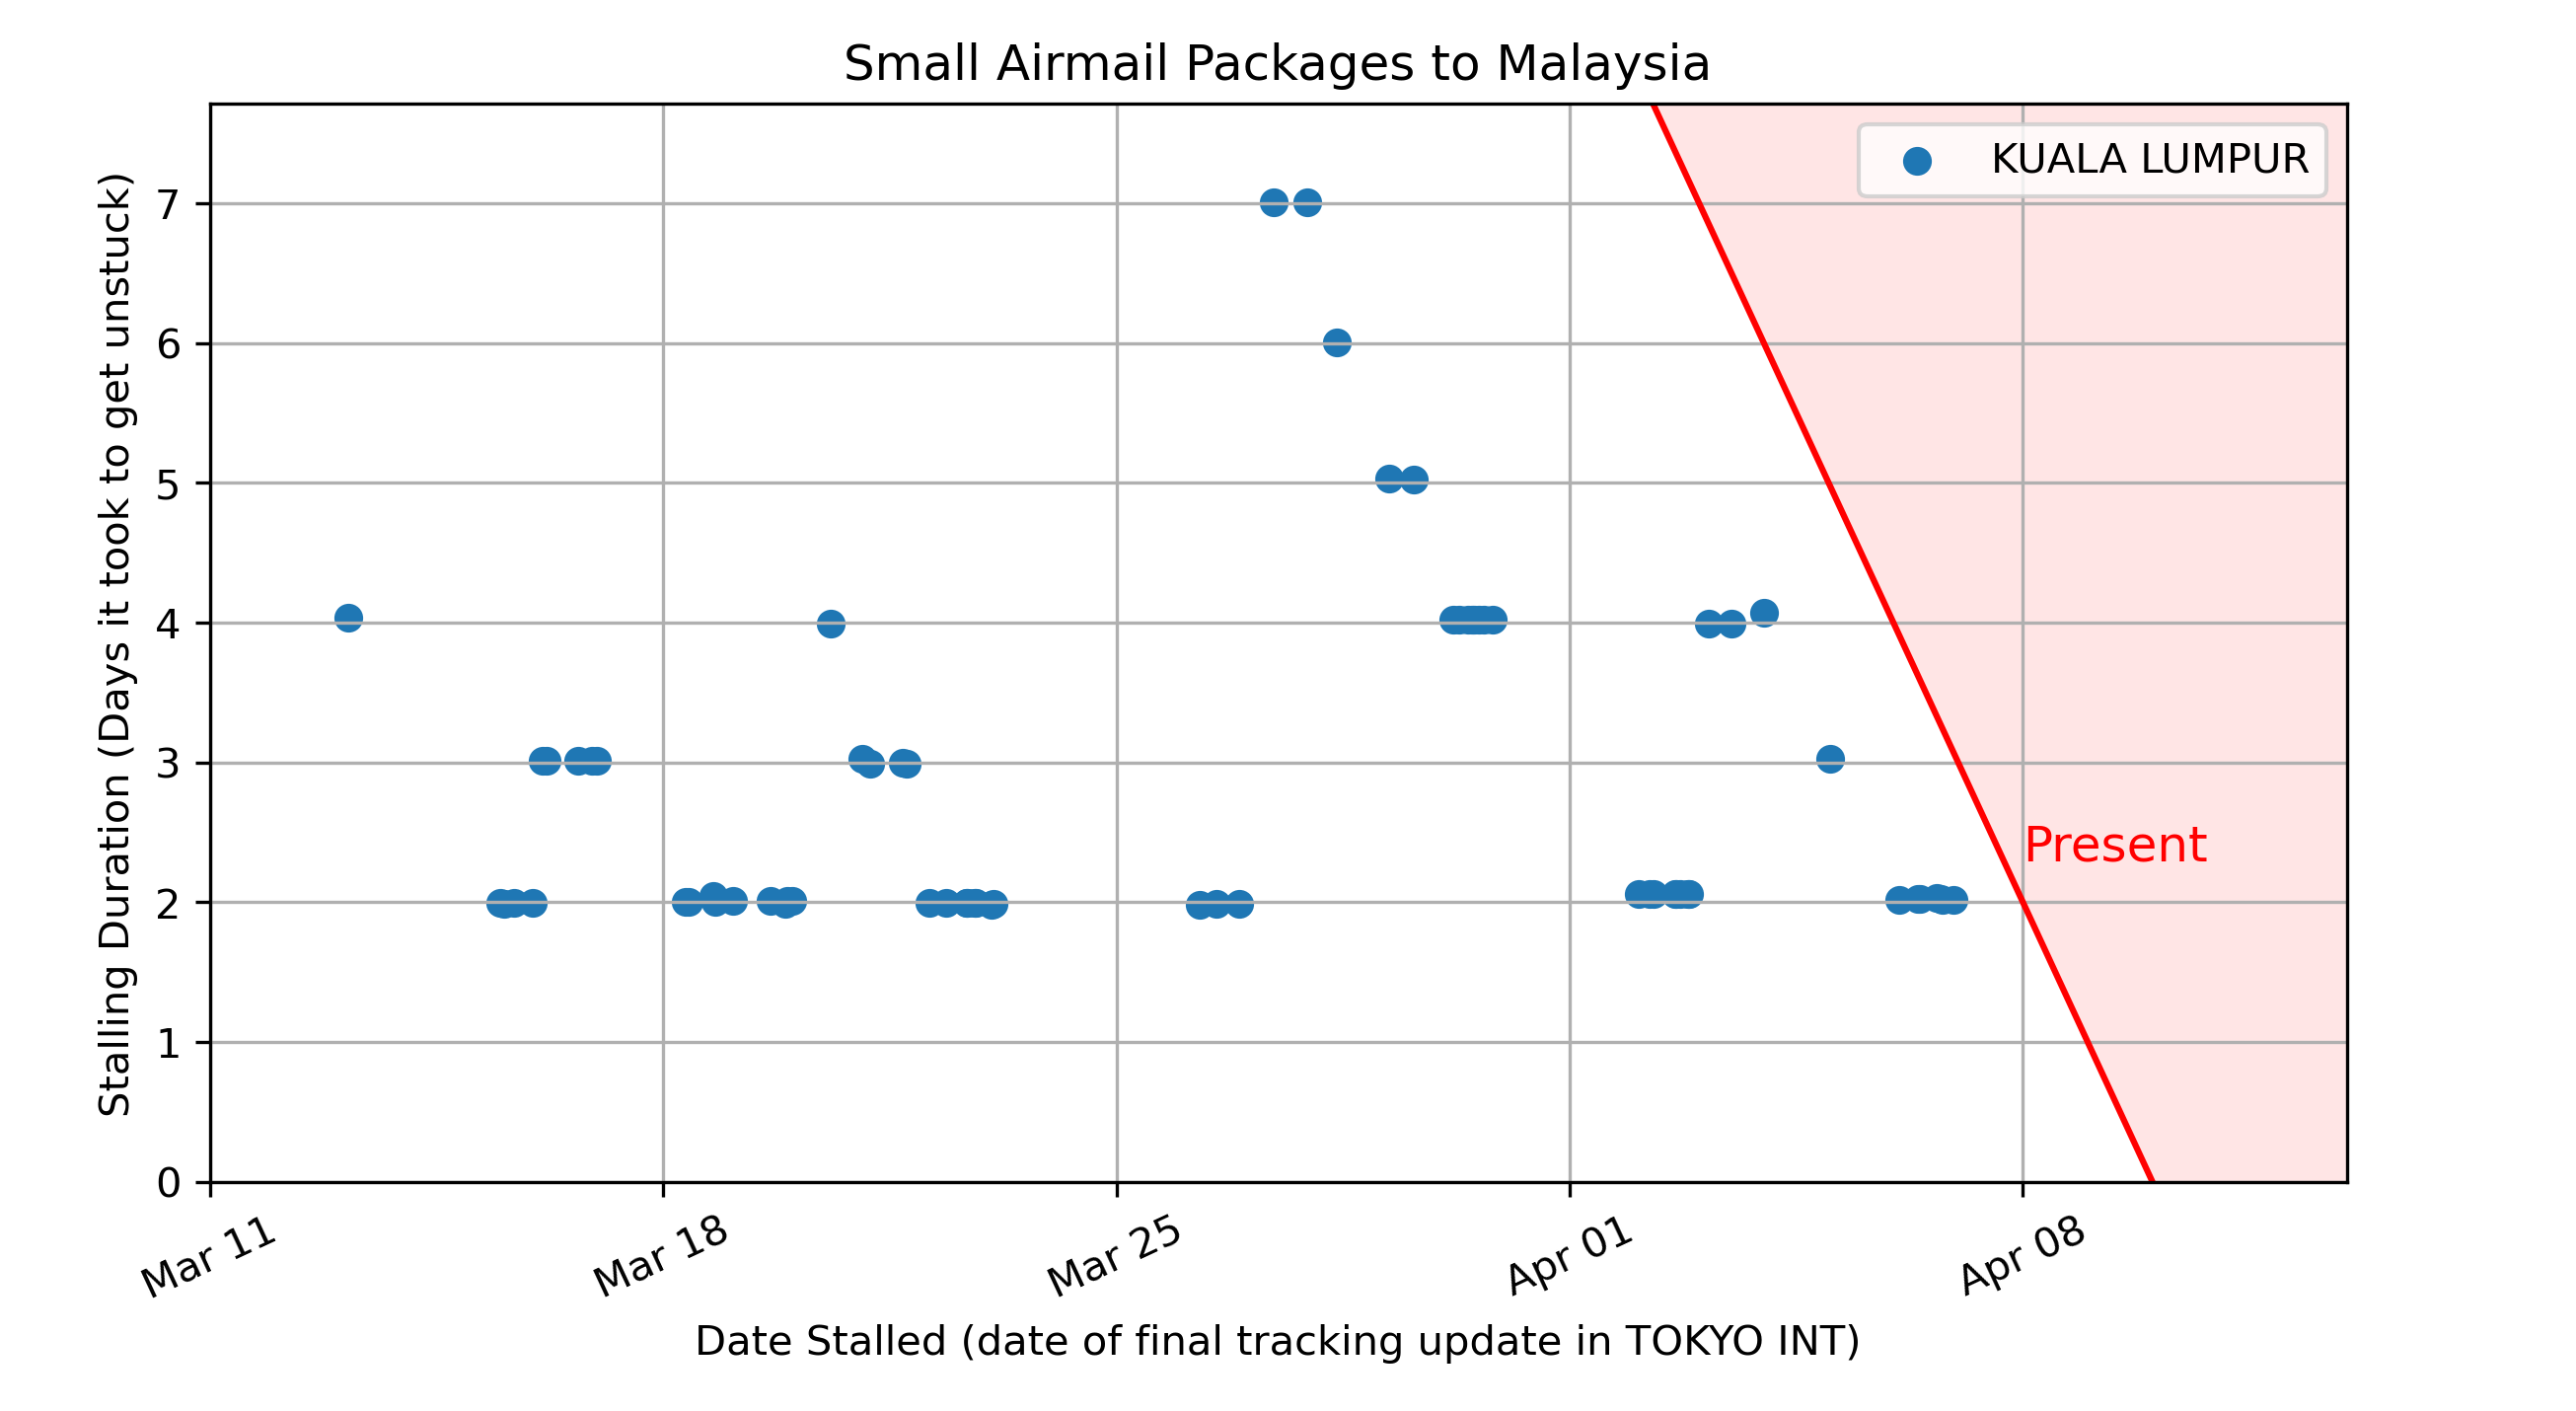 Small Airmail Packages to Malaysia
KUALA LUMPUR
Stalling Duration (Days it took to get unstuck)
7
6
5
4
3
2
1
0
Present
Mar 11
Mar 18
Mar 25
Apr 01
Apr 08
Date Stalled (date of final tracking update in TOKYO INT)